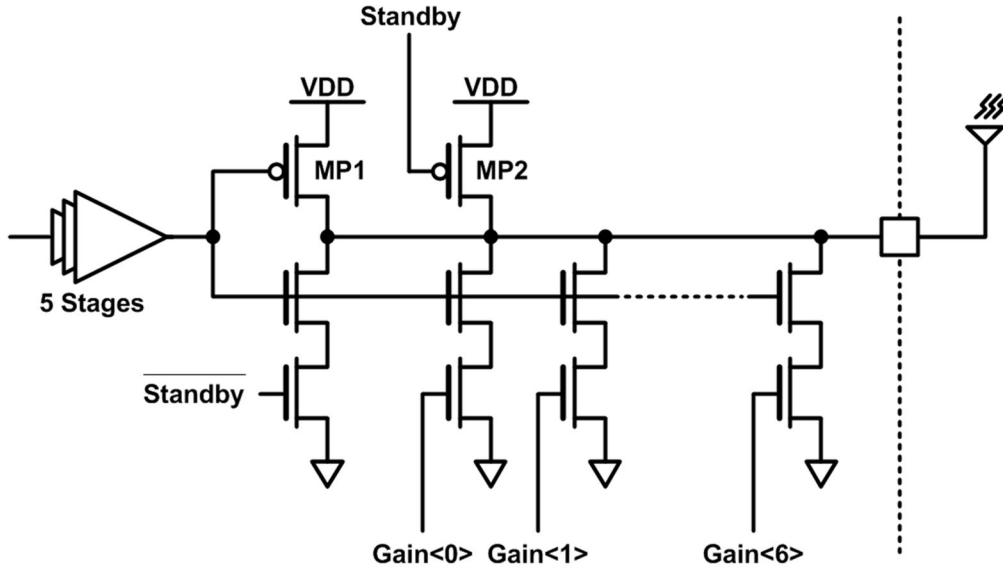 Standby
VDD
VDD
MP1
MP2
5 Stages
Standby
Gain<0>
Gain<1>
Gain<6>